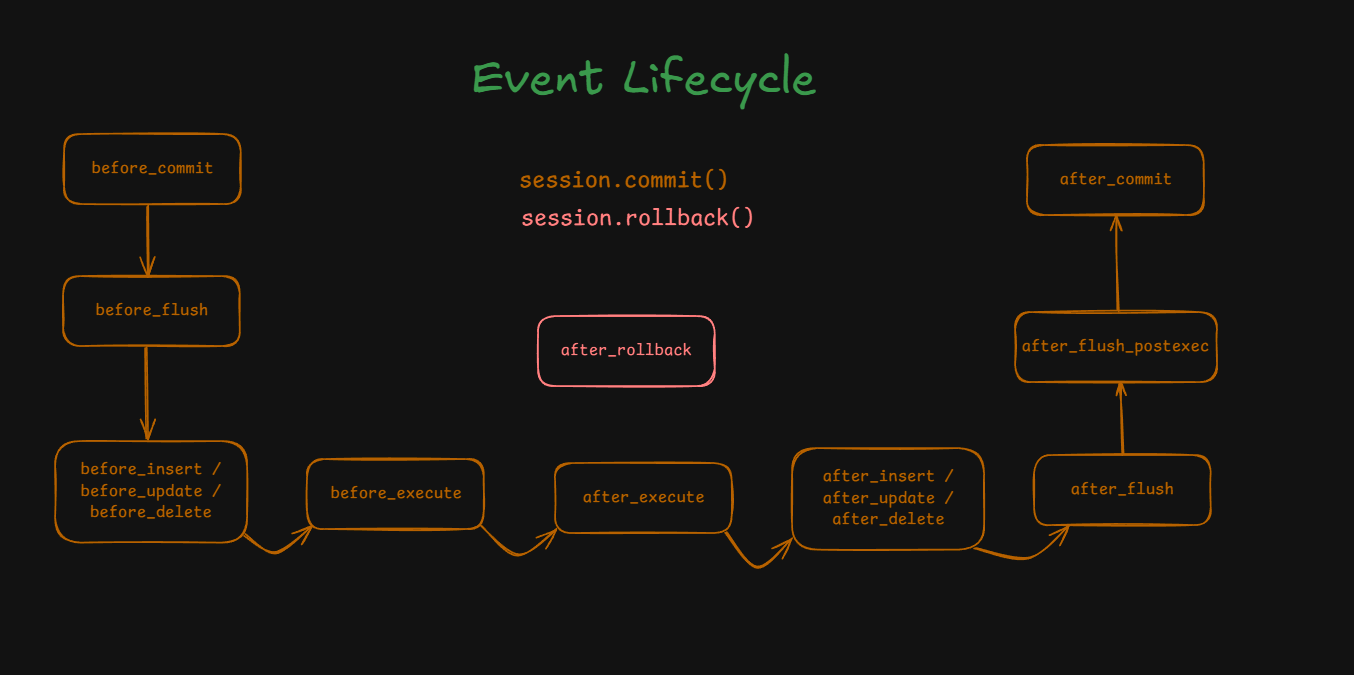 Event Lifecycle
session.commit()
session.rollback()
before_commit
before_flush
before_insert /
before_update /
before_delete
before_execute
after_execute
after_insert /
after_update /
after_delete
after_flush
after_flush_postexec
after_commit
after_rollback